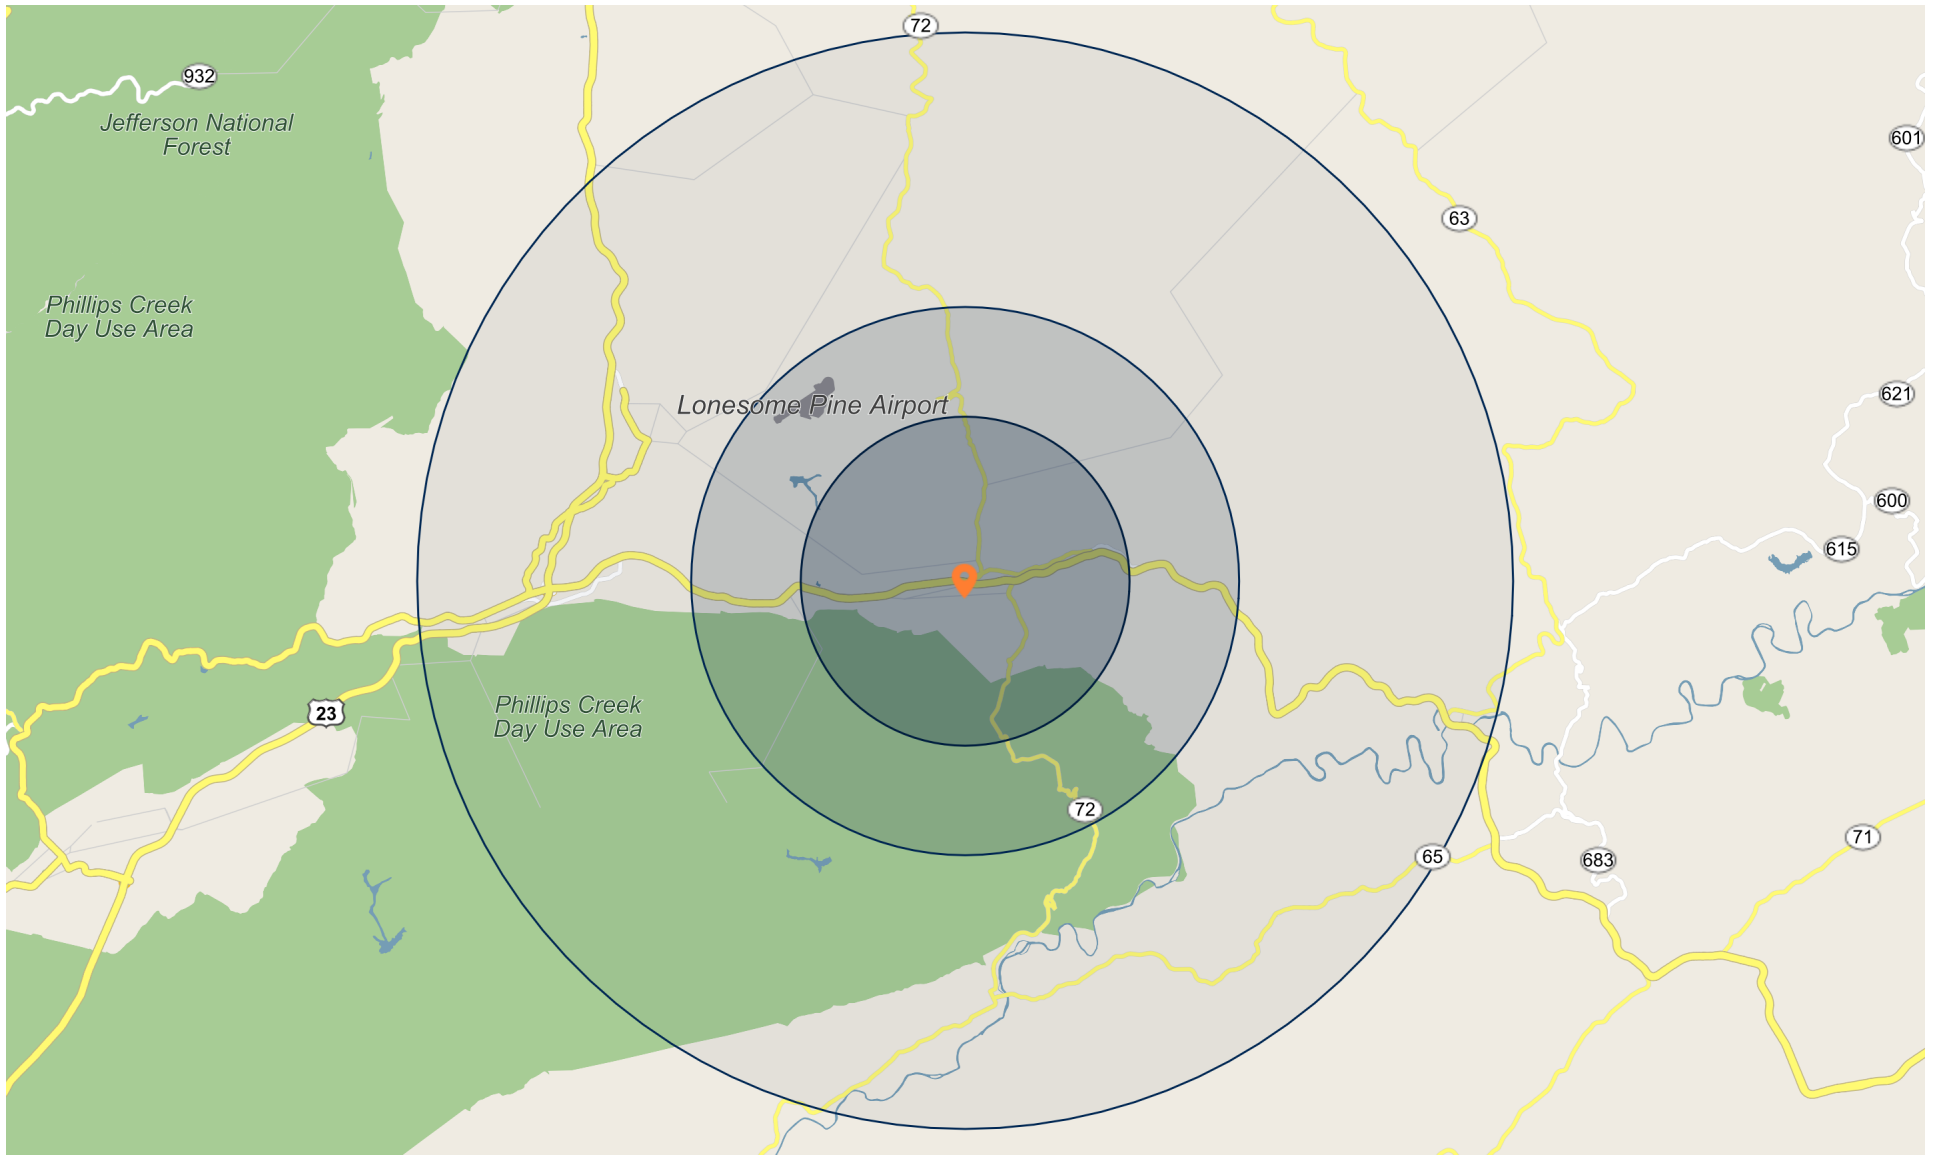 72
932
Jefferson National
Forest
601
63
Phillips Creek
Day Use Area
621
Lonesome Pine Airport
600
615
23
Phillips Creek
Day Use Area
72
71
65
683